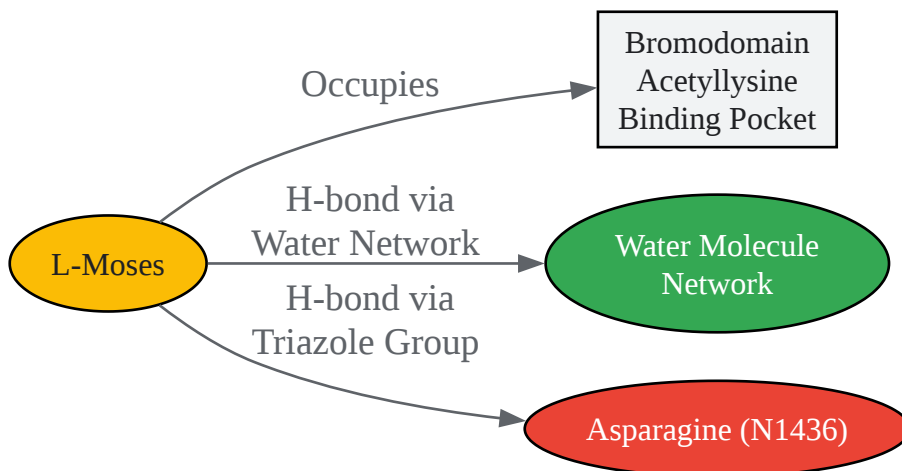 Bromodomain
Acetyllysine
Binding Pocket
Occupies
H-bond via
Water Network
L-Moses
Water Molecule
Network
H-bond via
Triazole Group
Asparagine (N1436)